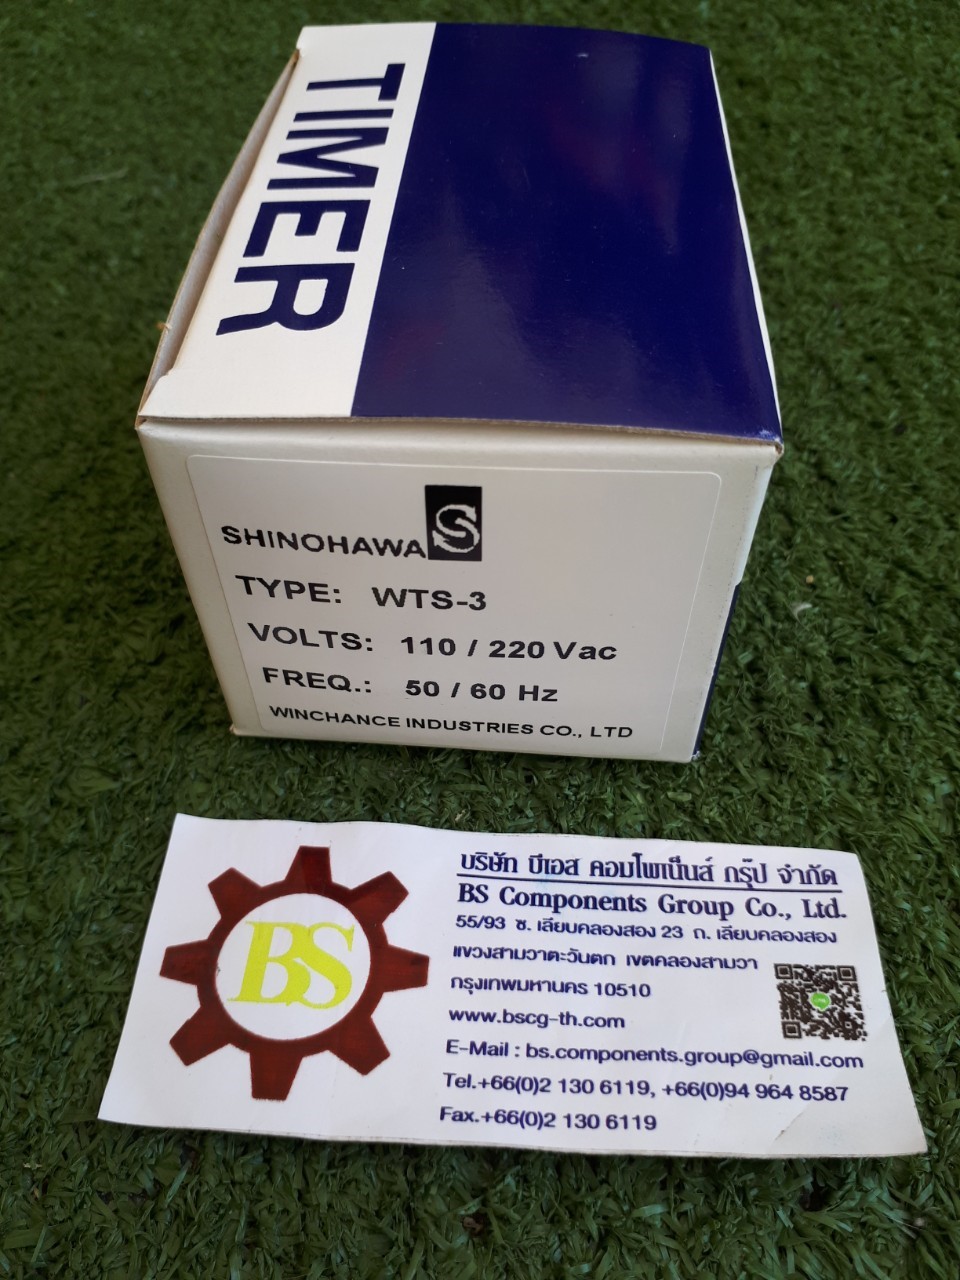 TIMER
SHINOHAWA S
TYPE: WTS-3
VOLTS: 110 / 220 Vac
FREQ.: 50 / 60 Hz
WINCHANCE INDUSTRIES CO., LTD
BS
บริษัท บีเอส คอมโพเน็นส์ กรุ๊ป จำกัด
BS Components Group Co., Ltd.
55/93 ซ. เลียบคลองสอง 23 ถ. เลียบคลองสอง
แขวงสามวาตะวันตก เขตคลองสามวา
กรุงเทพมหานคร 10510
www.bscg-th.com
E-Mail : bs.components.group@gmail.com
Tel.+66(0)2 130 6119, +66(0)94 964 8587
Fax.+66(0)2 130 6119